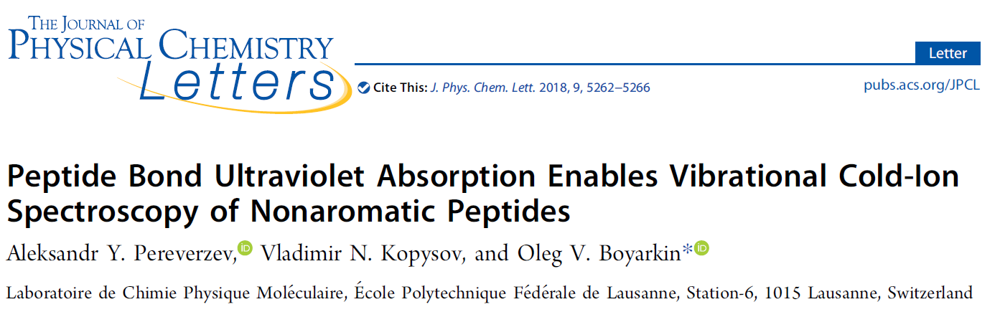 THE JOURNAL OF
PHYSICAL CHEMISTRY
Letters
Letter
Cite This: J. Phys. Chem. Lett. 2018, 9, 5262−5266
pubs.acs.org/JPCL
Peptide Bond Ultraviolet Absorption Enables Vibrational Cold-Ion
Spectroscopy of Nonaromatic Peptides
Aleksandr Y. Pereverzev, iD Vladimir N. Kopysov, and Oleg V. Boyarkin* iD
Laboratoire de Chimie Physique Moléculaire, École Polytechnique Fédérale de Lausanne, Station-6, 1015 Lausanne, Switzerland